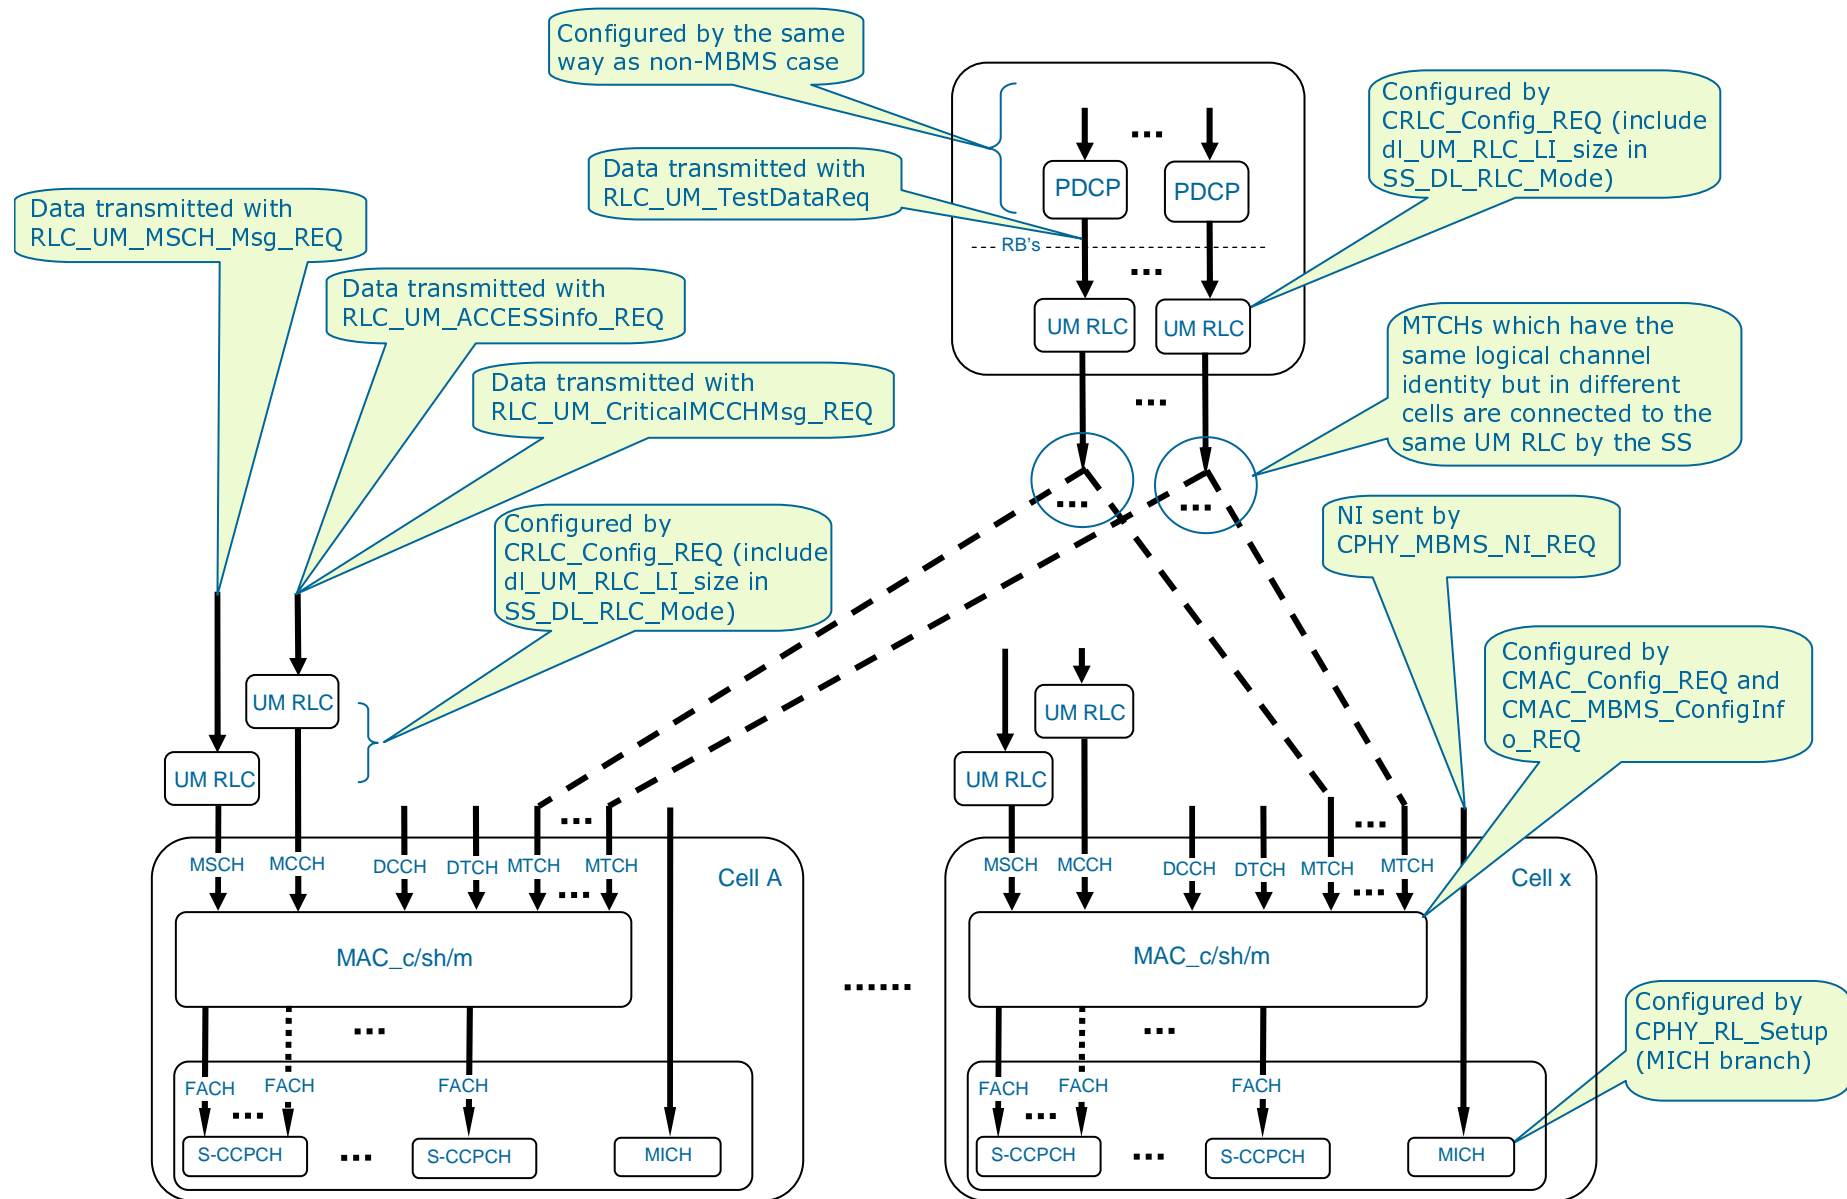 Configured by the same
way as non-MBMS case
Configured by
CRLC_Config_REQ (include
dl_UM_RLC_LI_size in
SS_DL_RLC_Mode)
Data transmitted with
RLC_UM_TestDataReq
PDCP
PDCP
Data transmitted with
RLC_UM_MSCH_Msg_REQ
RB's
Data transmitted with
RLC_UM_ACCESSinfo_REQ
UM RLC
UM RLC
MTCHs which have the
same logical channel
identity but in different
cells are connected to the
same UM RLC by the SS
Data transmitted with
RLC_UM_CriticalMCCHMsg_REQ
Configured by
CRLC_Config_REQ (include
dl_UM_RLC_LI_size in
SS_DL_RLC_Mode)
NI sent by
CPHY_MBMS_NI_REQ
Configured by
CMAC_Config_REQ and
CMAC_MBMS_ConfigInf
o_REQ
UM RLC
UM RLC
UM RLC
UM RLC
MSCH
MCCH
DCCH
DTCH
MTCH
MTCH
Cell A
MSCH
MCCH
DCCH
DTCH
MTCH
MTCH
Cell x
MAC_c/sh/m
MAC_c/sh/m
Configured by
CPHY_RL_Setup
(MICH branch)
FACH
FACH
FACH
FACH
FACH
FACH
S-CCPCH
S-CCPCH
MICH
S-CCPCH
S-CCPCH
MICH